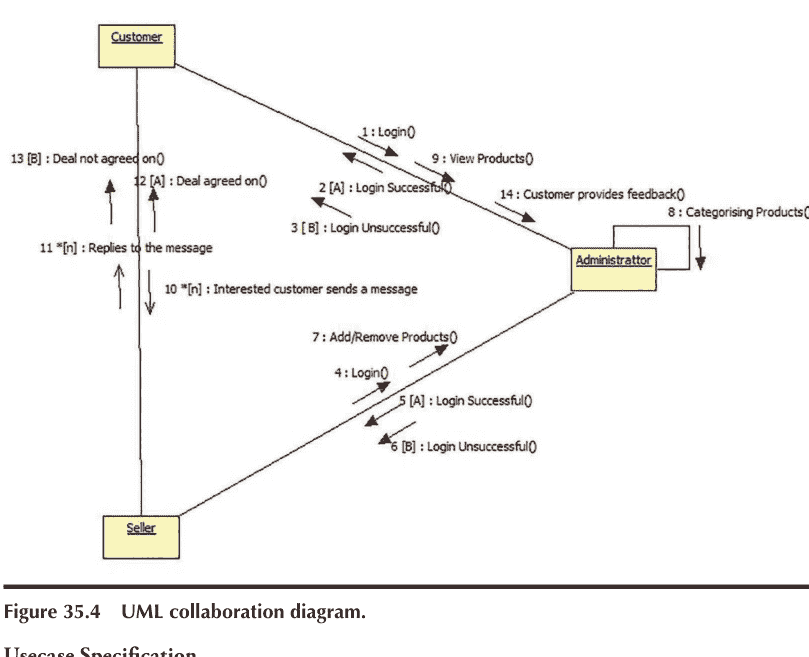 Customer
1 : Login()
13 [B] : Deal not agreed on()
9 : View Products()
12 [A] : Deal agreed on()
2 [A] : Login Successful()
14 : Customer provides feedback()
8 : Categorising Products()
3 [ B] : Login Unsuccessful()
11 *[n] : Replies to the message
Administrattor
10 *[n] : Interested customer sends a message
7 : Add/Remove Products()
4 : Login()
5 [A] : Login Successful()
6 [B] : Login Unsuccessful()
Seller
Figure 35.4 UML collaboration diagram.
Usecase Specification